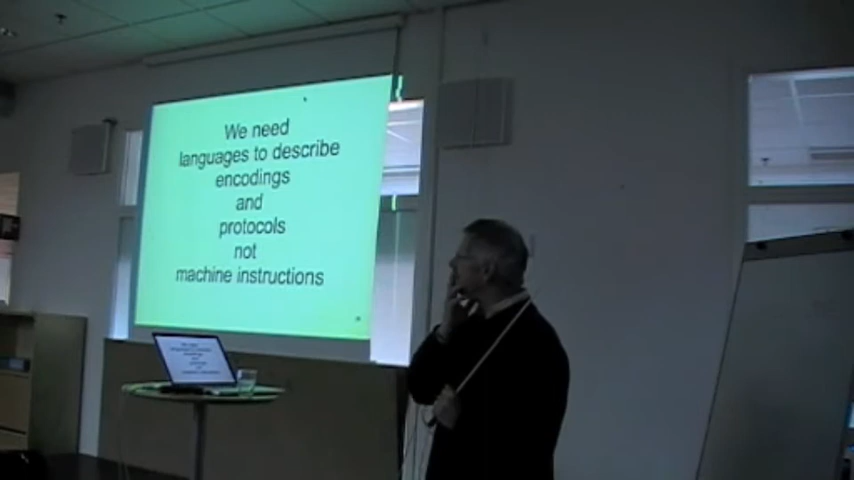 We need
languages to describe
encodings
and
protocols
not
machine instructions